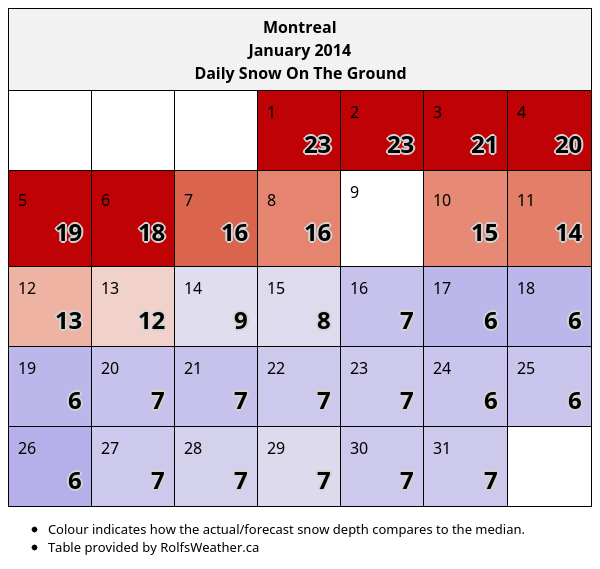 Montreal
January 2014
Daily Snow On The Ground
1 2 3 4
23 23 21 20
5 6 7 8 9 10 11
19 18 16 16 15 14
12 13 14 15 16 17 18
13 12 9 8 7 6 6
19 20 21 22 23 24 25
6 7 7 7 7 6 6
26 27 28 29 30 31
6 7 7 7 7 7
Colour indicates how the actual/forecast snow depth compares to the median.
Table provided by RolfsWeather.ca